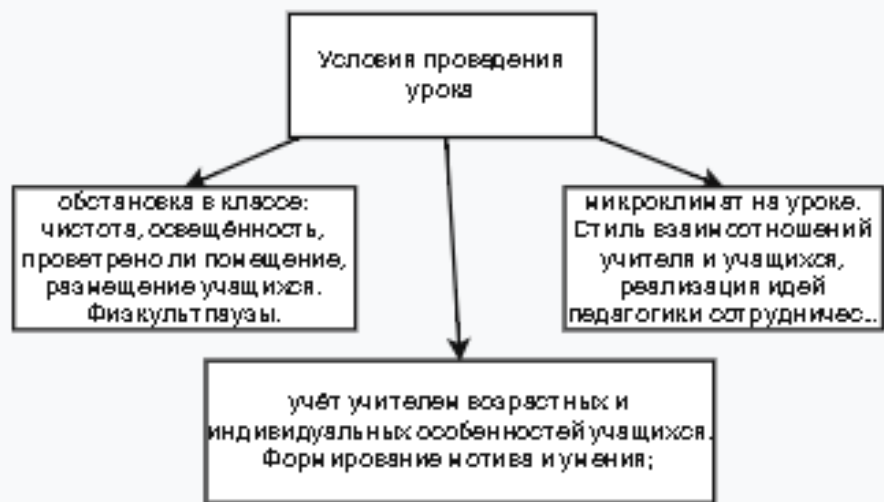 Условия проведения
урока
обстановка в классе:
чистота, освещённость,
проветрено ли помещение,
размещение учащихся.
Физкультпаузы.
микроклимат на уроке.
Стиль взаимоотношений
учителя и учащихся,
реализация идей
педагогики сотрудничес...
учёт учителем возрастных и
индивидуальных особенностей учащихся.
Формирование мотива и умения;